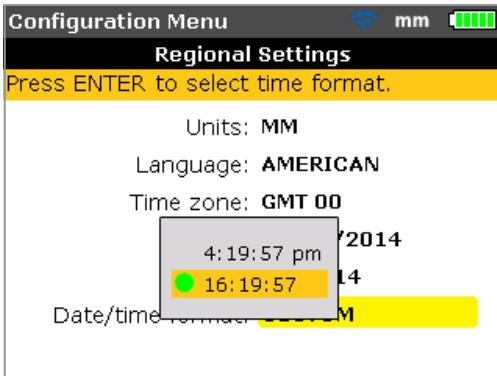 Configuration Menu mm
Regional Settings
Press ENTER to select time format.
Units: MM
Language: AMERICAN
Time zone: GMT 00
/2014
4:19:57 pm
14
16:19:57
Date/time format: